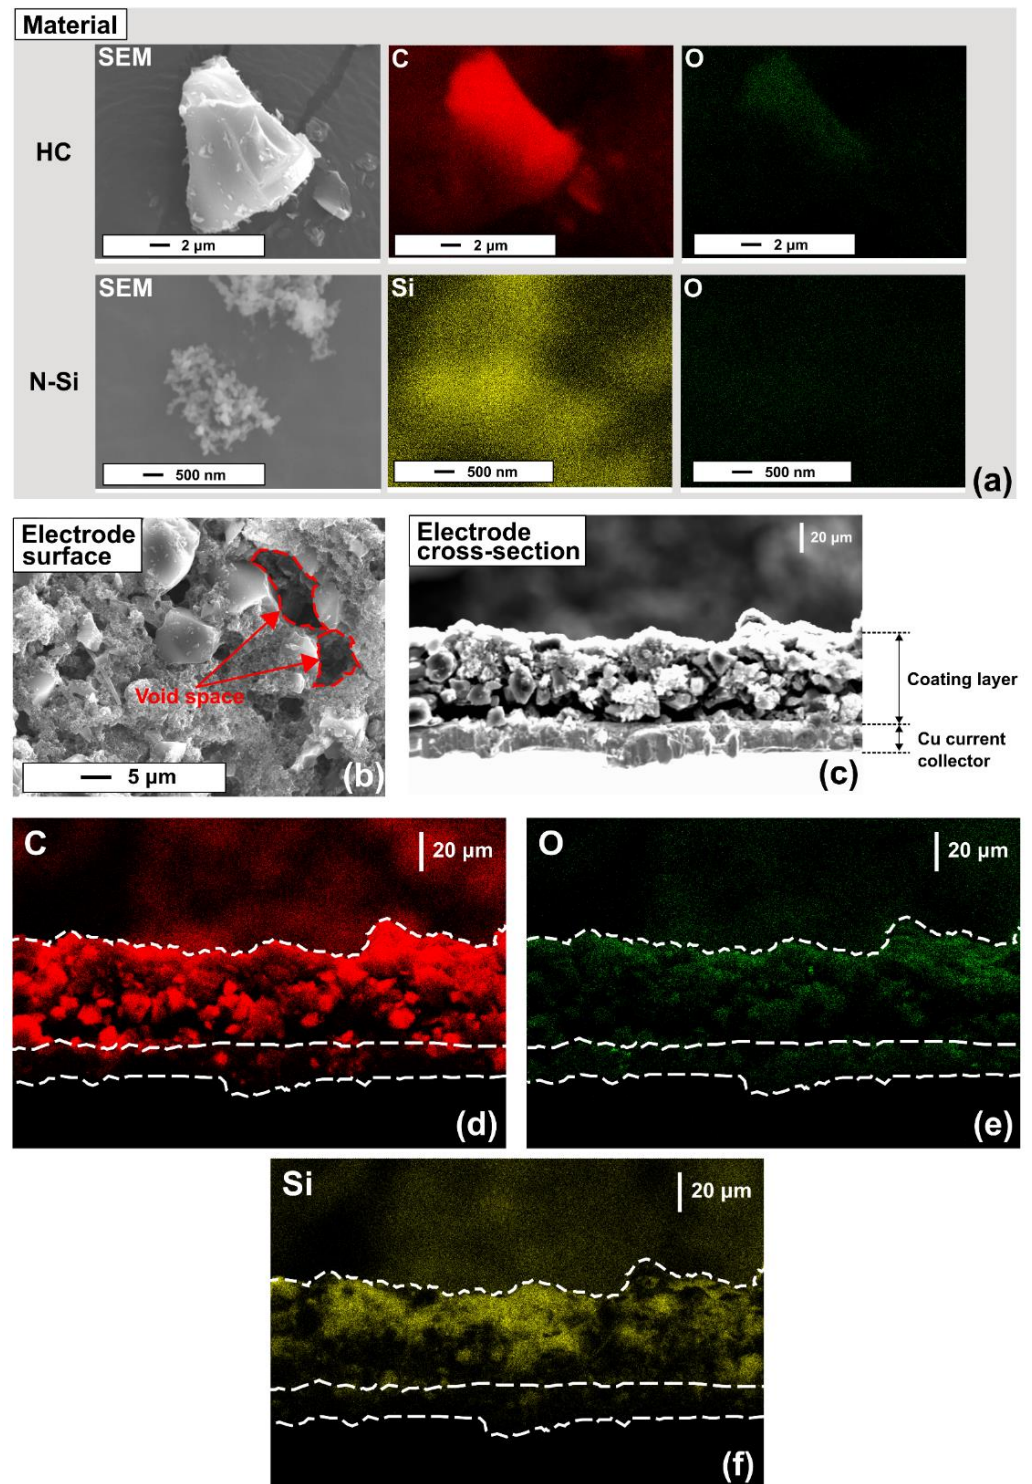 Material
SEM
C
O
HC
2 µm
2 µm
2 µm
SEM
Si
O
N-Si
500 nm
500 nm
500 nm
(a)
Electrode
surface
Void space
5 µm
(b)
Electrode
cross-section
20 µm
Coating layer
Cu current
collector
(c)
C
20 µm
(d)
O
20 µm
(e)
Si
20 µm
(f)